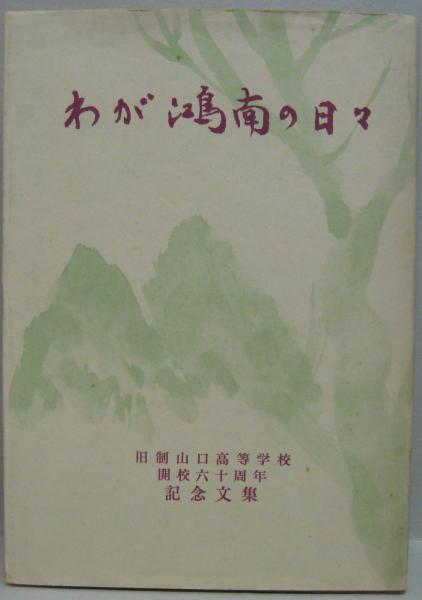 わが鴻南の日々
旧制山口高等学校
開校六十周年
記念文集